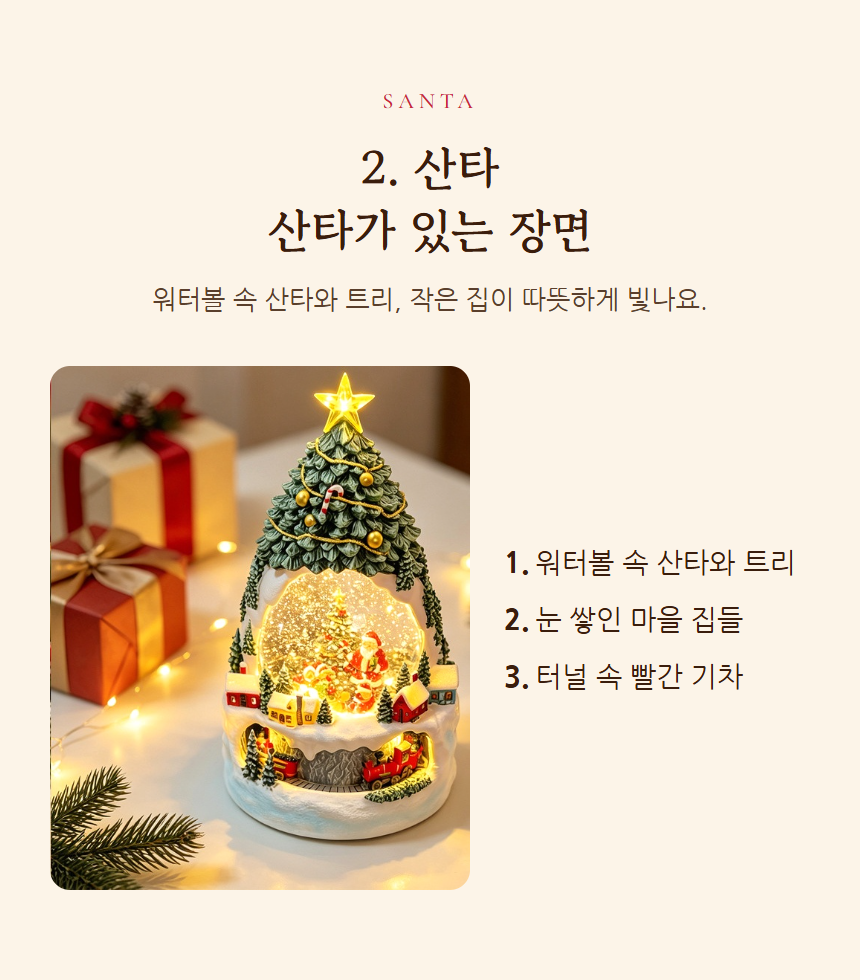 SANTA
2. 산타
산타가 있는 장면
워터볼 속 산타와 트리, 작은 집이 따뜻하게 빛나요.
1. 워터볼 속 산타와 트리
2. 눈 쌓인 마을 집들
3. 터널 속 빨간 기차